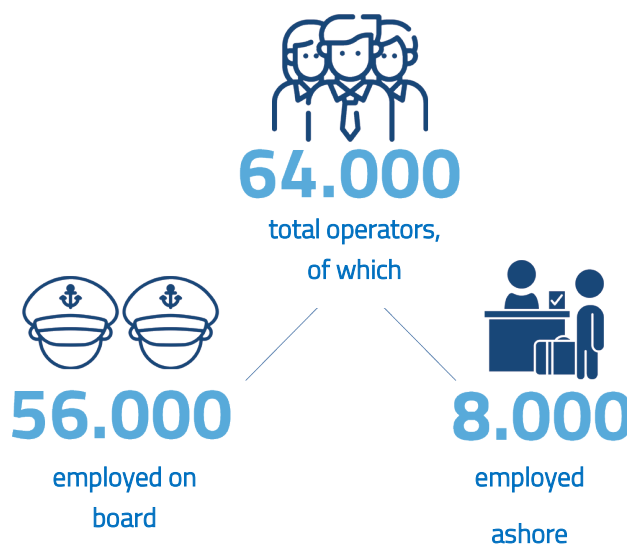 64.000
total operators,
of which
56.000
employed on
board
8.000
employed
ashore